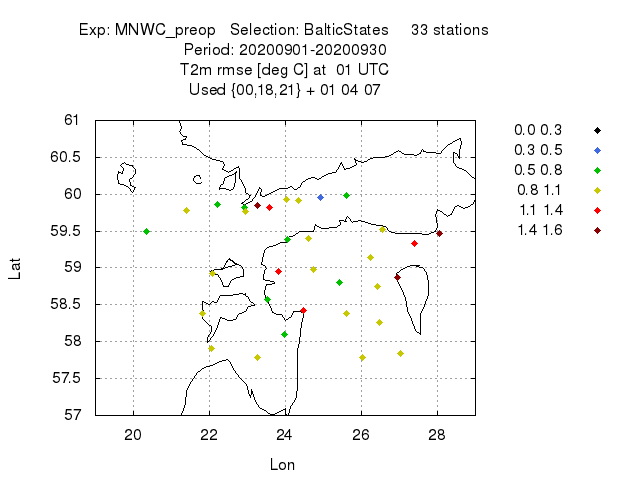 Exp: MNWC_preop   Selection: BalticStates     33 stations
Period: 20200901-20200930
T2m rmse [deg C] at  01 UTC
Used {00,18,21} + 01 04 07
61
60.5
60
59.5
59
58.5
58
57.5
57
Lat
20 22 24 26 28
Lon
0.0 0.3
0.3 0.5
0.5 0.8
0.8 1.1
1.1 1.4
1.4 1.6